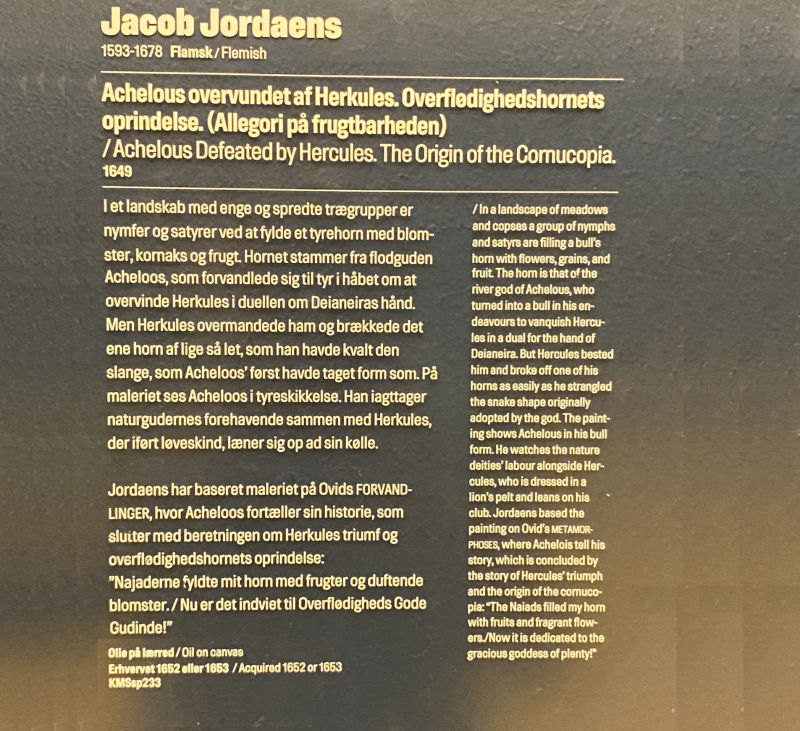 Jacob Jordaens
1593-1678 Flamsk / Flemish
Achelous overvundet af Herkules. Overflødighedshornets
oprindelse. (Allegori på frugtbarheden)
/ Achelous Defeated by Hercules. The Origin of the Cornucopia.
1649
I et landskab med enge og spredte trægrupper er
nymfer og satyrer ved at fylde et tyrehorn med blom-
ster, kornaks og frugt. Hornet stammer fra flodguden
Acheloos, som forvandlede sig til tyr i håbet om at
overvinde Herkules i duellen om Deianeiras hånd.
Men Herkules overmandede ham og brækkede det
ene horn af lige så let, som han havde kvalt den
slange, som Acheloos' først havde taget form som. På
maleriet ses Acheloos i tyreskikkelse. Han iagttager
naturgudernes forehavende sammen med Herkules,
der iført løveskind, læner sig op ad sin kølle.
Jordaens har baseret maleriet på Ovids FORVAND-
LINGER, hvor Acheloos fortæller sin historie, som
slutter med beretningen om Herkules triumf og
overflødighedshornets oprindelse:
"Najaderne fyldte mit horn med frugter og duftende
blomster. / Nu er det indviet til Overflødigheds Gode
Gudinde!"
Olie på lærred / Oil on canvas
Erhvervet 1652 eller 1653 / Acquired 1652 or 1653
KMSsp233
/ In a landscape of meadows
and copses a group of nymphs
and satyrs are filling a bull's
horn with flowers, grains, and
fruit. The horn is that of the
river god of Achelous, who
turned into a bull in his en-
deavours to vanquish Hercu-
les in a dual for the hand of
Deianeira. But Hercules bested
him and broke off one of his
horns as easily as he strangled
the snake shape originally
adopted by the god. The paint-
ing shows Achelous in his bull
form. He watches the nature
deities' labour alongside Her-
cules, who is dressed in a
lion's pelt and leans on his
club. Jordaens based the
painting on Ovid's METAMOR-
PHOSES, where Achelois tell his
story, which is concluded by
the story of Hercules' triumph
and the origin of the cornuco-
pia: "The Naiads filled my horn
with fruits and fragrant flow-
ers./Now it is dedicated to the
gracious goddess of plenty!"